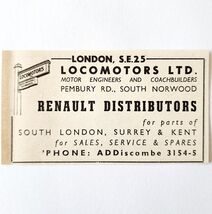 LONDON, S.E.25
LOCOMOTORS
LOCOMOTORS LTD.
MOTOR ENGINEERS AND COACHBUILDERS
PEMBURY RD., SOUTH NORWOOD
RENAULT DISTRIBUTORS
for parts of
SOUTH LONDON, SURREY & KENT
for SALES, SERVICE & SPARES
'PHONE: ADDiscombe 3154-5